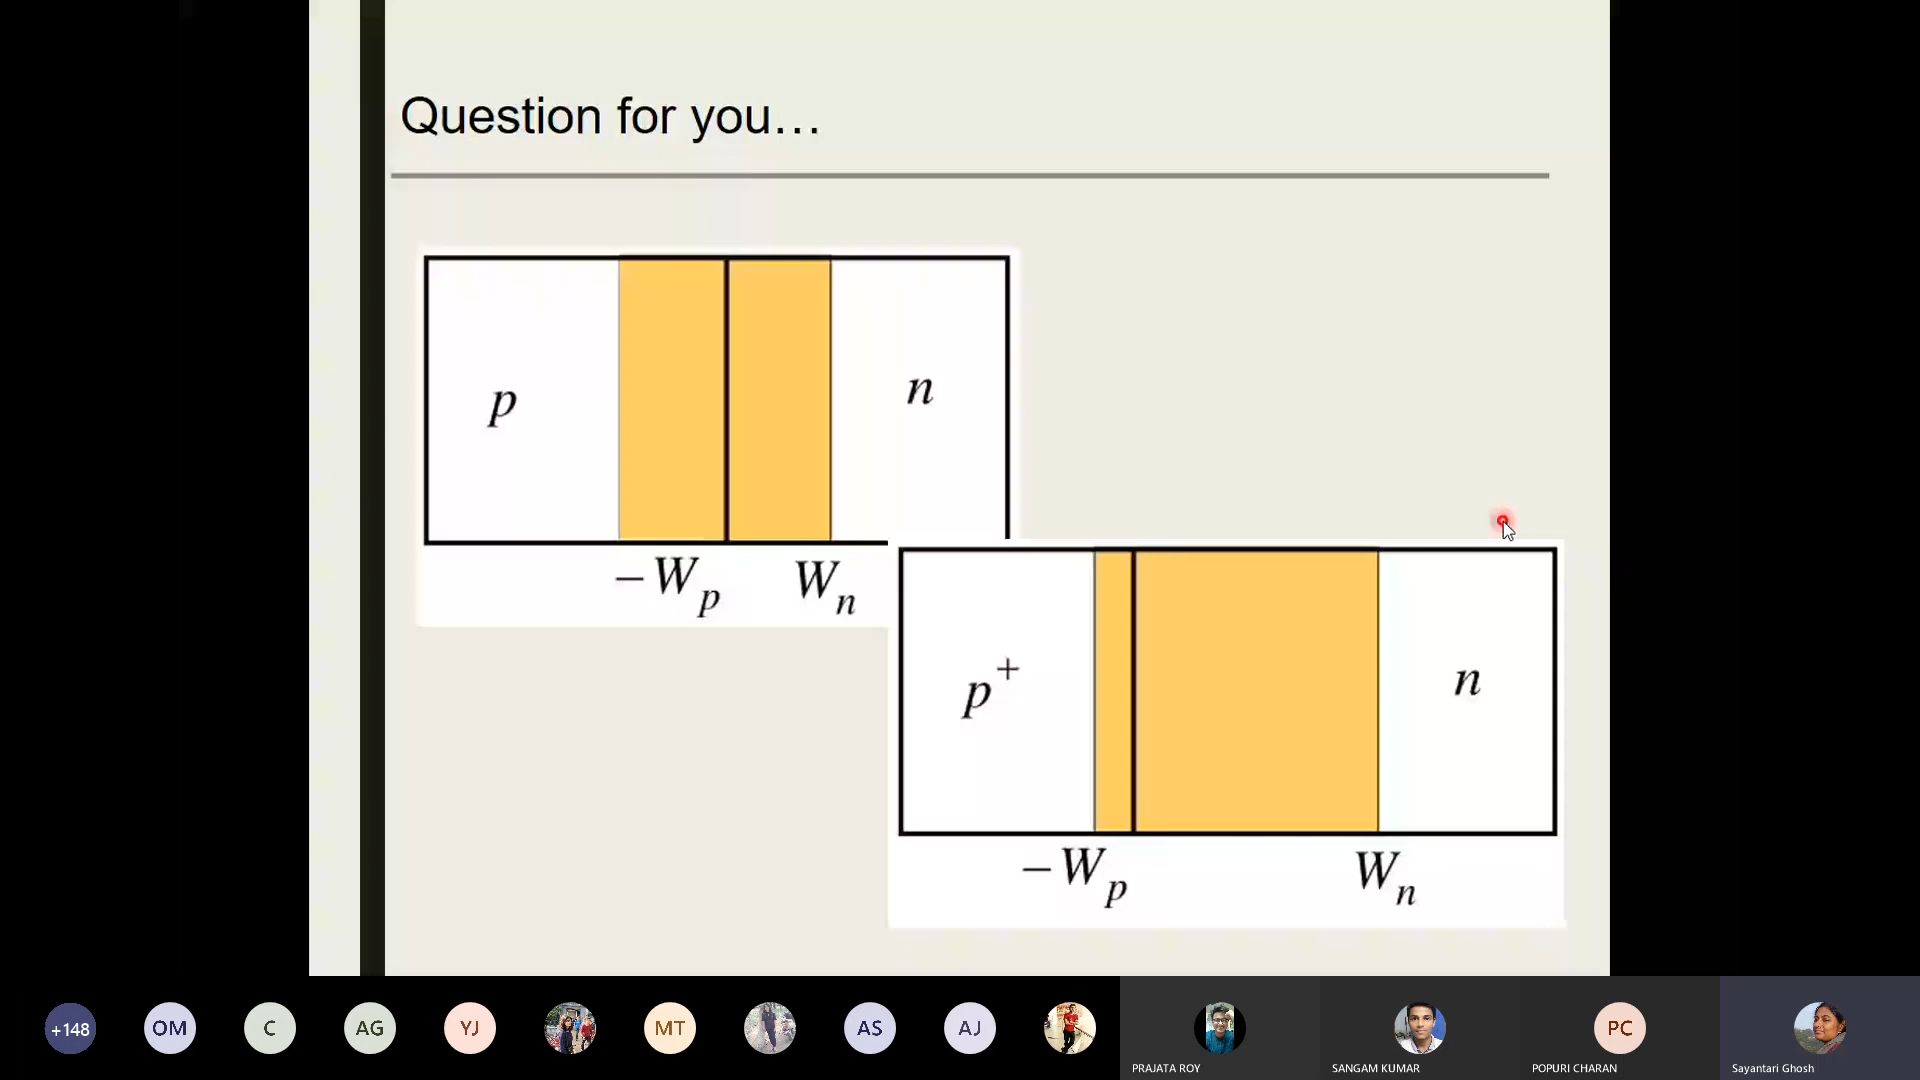 Question for you…
p
n
−Wp
Wn
p+
n
−Wp
Wn
+148
OM
C
AG
YJ
MT
AS
AJ
PC
PRAJATA ROY
SANGAM KUMAR
POPURI CHARAN
Sayantari Ghosh